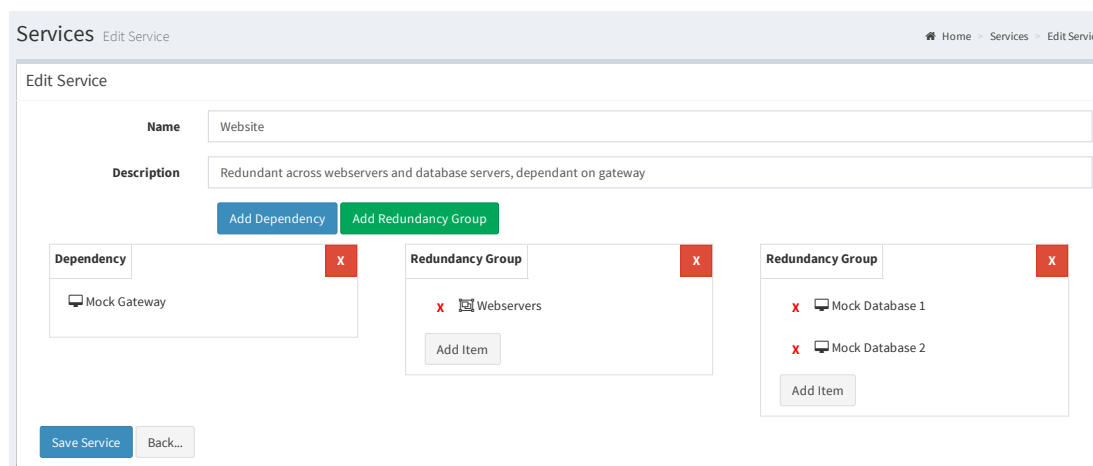 Services Edit Service
Home > Services > Edit Servic
Edit Service
Name Website
Description Redundant across webservers and database servers, dependant on gateway
Add Dependency Add Redundancy Group
Dependency X Redundancy Group X Redundancy Group X
Mock Gateway
X Webservers
Add Item
X Mock Database 1
X Mock Database 2
Add Item
Save Service Back...